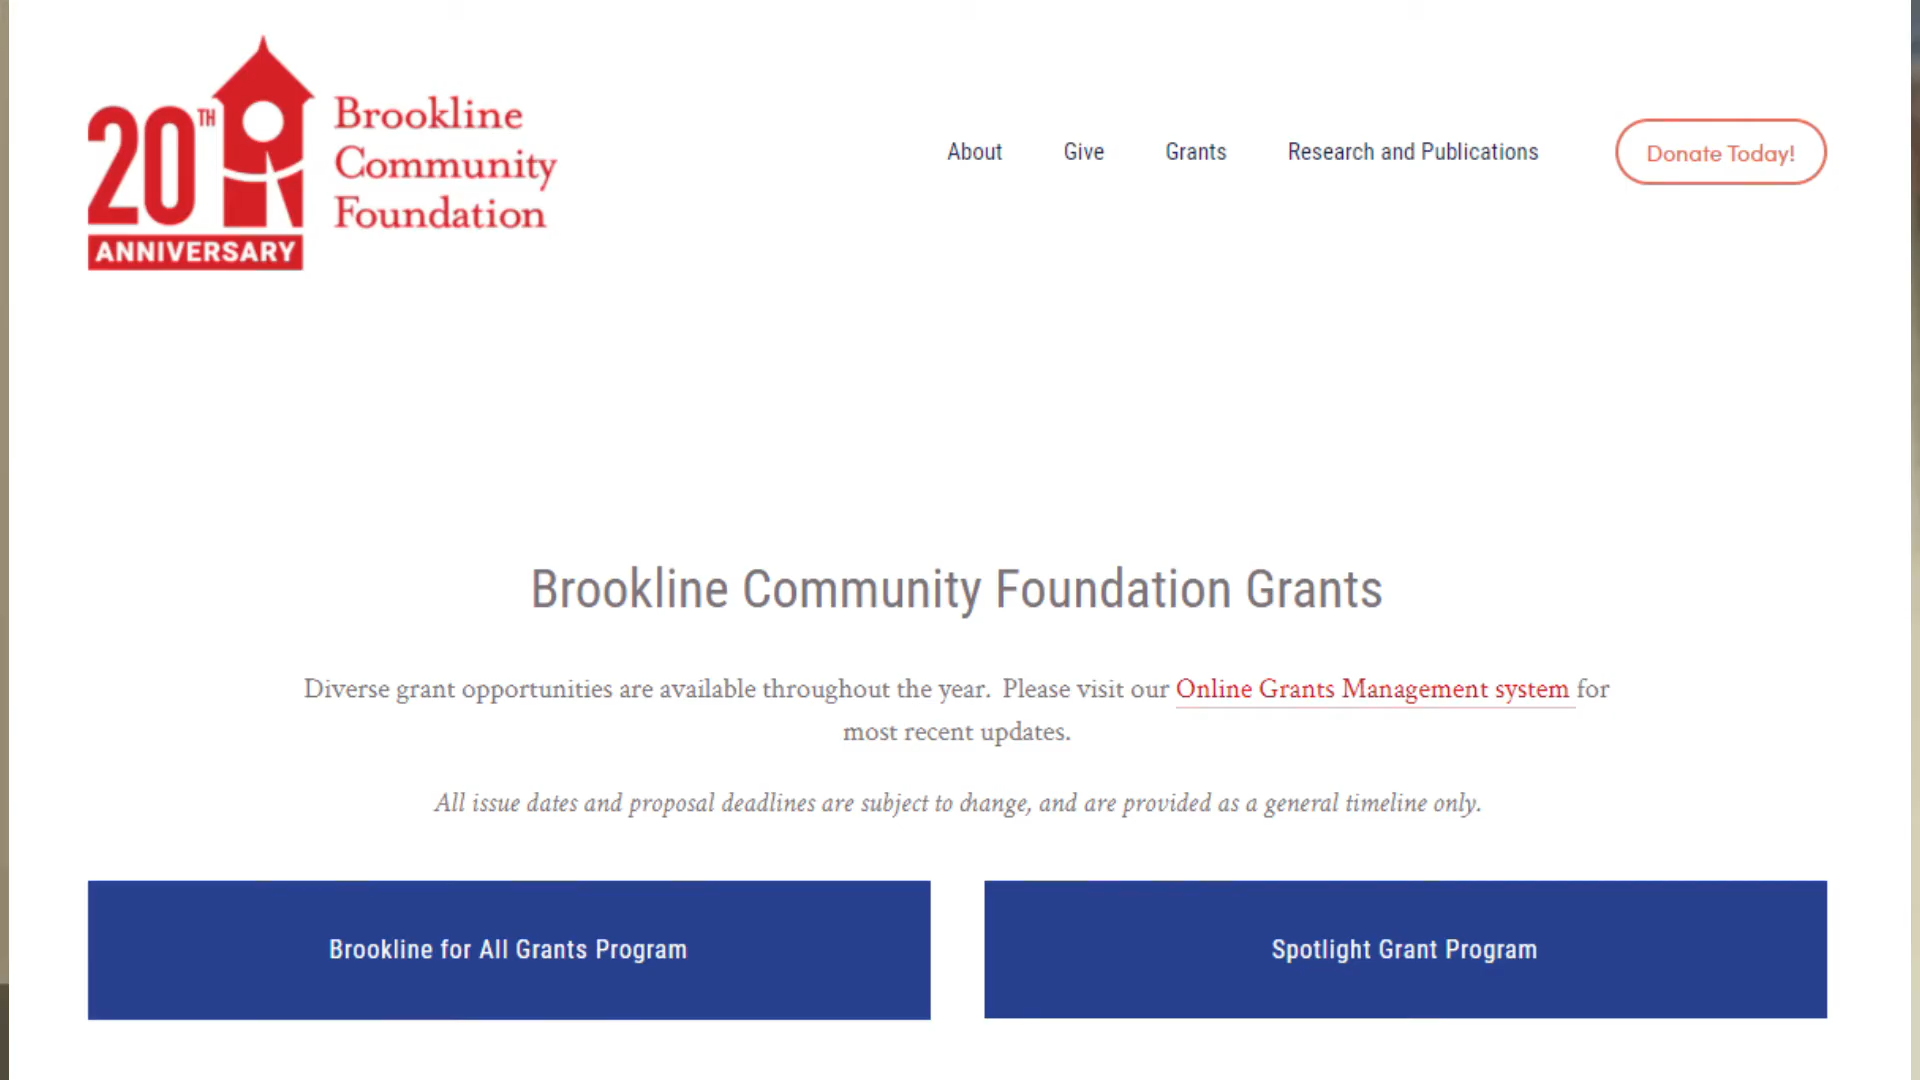 20TH
ANNIVERSARY
Brookline
Community
Foundation
About Give Grants Research and Publications Donate Today!
Brookline Community Foundation Grants
Diverse grant opportunities are available throughout the year. Please visit our Online Grants Management system for
most recent updates.
All issue dates and proposal deadlines are subject to change, and are provided as a general timeline only.
Brookline for All Grants Program
Spotlight Grant Program